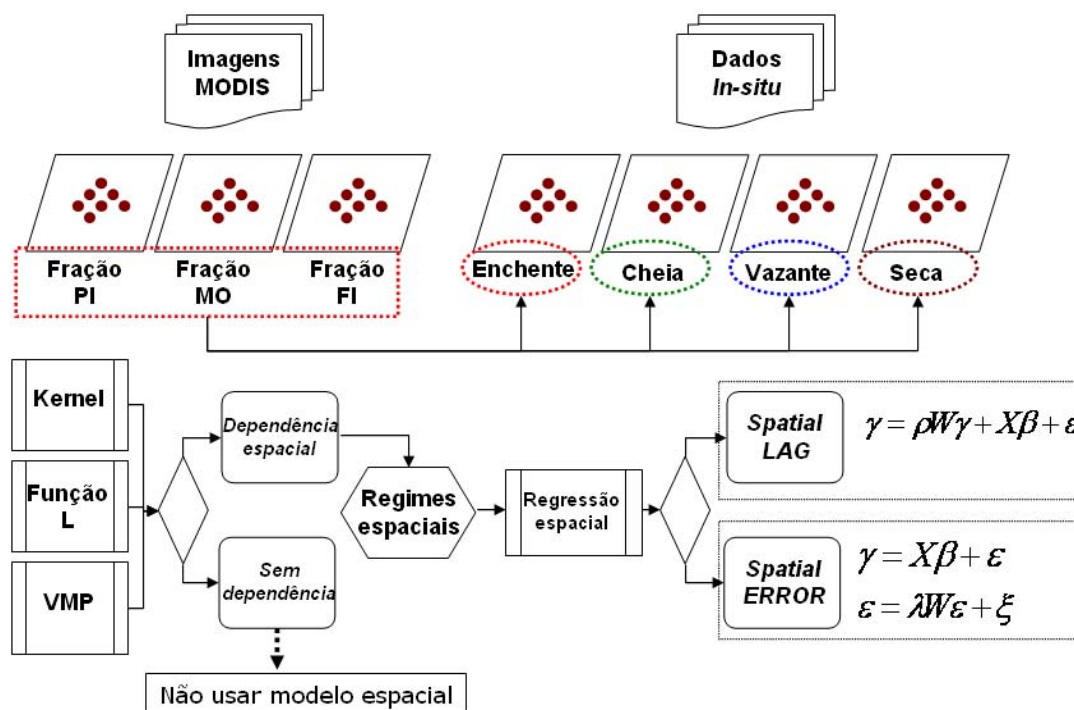 Imagens
MODIS
Dados
In-situ
Fração
PI
Fração
MO
Fração
FI
Enchente
Cheia
Vazante
Seca
Kernel
Função
L
VMP
Dependência
espacial
Sem
dependência
Não usar modelo espacial
Regimes
espaciais
Regressão
espacial
Spatial
LAG
γ = ρWγ + Xβ + ε
Spatial
ERROR
γ = Xβ + ε
ε = λWε + ξ